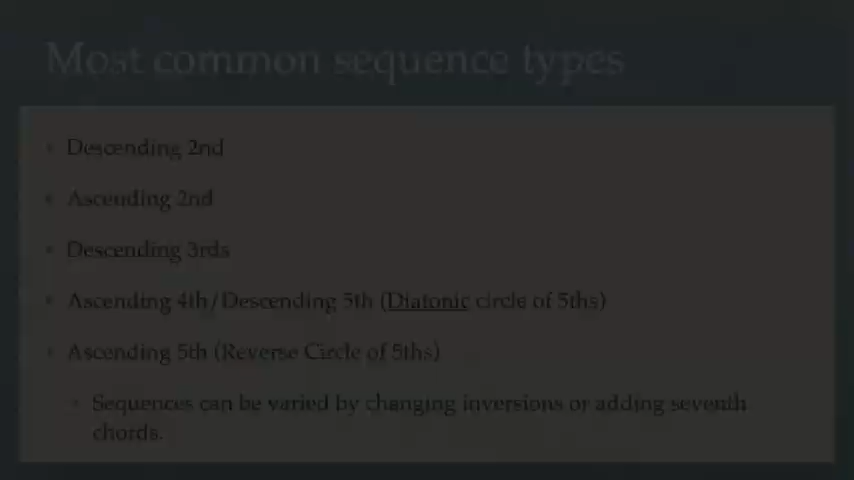 Most common sequence types
Descending 2nd
Ascending 2nd
Descending 3rds
Ascending 4th/Descending 5th (Diatonic circle of 5ths)
Ascending 5th (Reverse Circle of 5ths)
Sequences can be varied by changing inversions or adding seventh
chords.